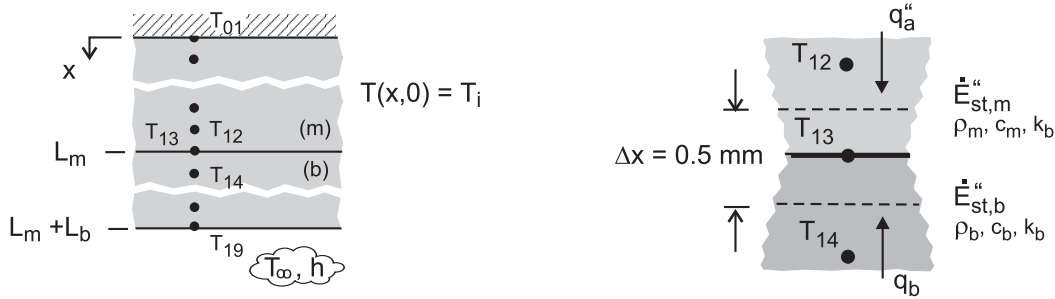 T01
x
T(x,0) = Ti
T13 T12 (m)
Lm
T14 (b)
Lm +Lb
T19
T∞, h
q"a
T12
Ė"st,m
ρm, cm, kb
T13
Δx = 0.5 mm
Ė"st,b
ρb, cb, kb
T14
qb